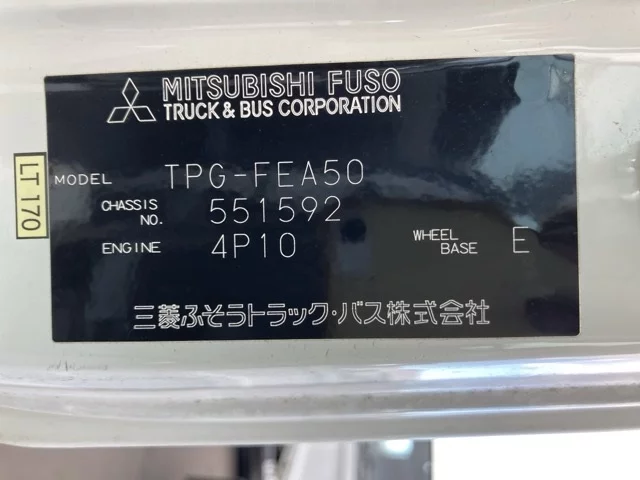 MITSUBISHI FUSO
TRUCK & BUS CORPORATION
LT 170
MODEL TPG-FEA50
CHASSIS NO. 551592
ENGINE 4P10 WHEEL BASE E
三菱ふそうトラック・バス株式会社